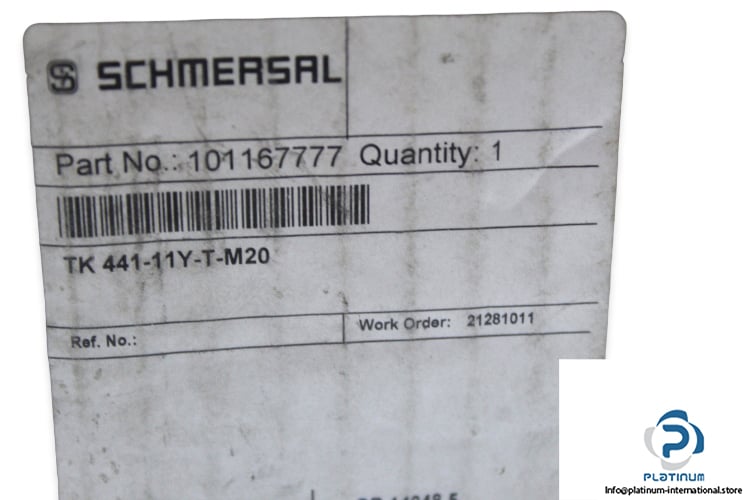 SCHMERSAL
Part No.: 101167777 Quantity: 1
TK 441-11Y-T-M20
Ref. No.: Work Order: 21281011
PLATINUM
Info@platinum-international.store